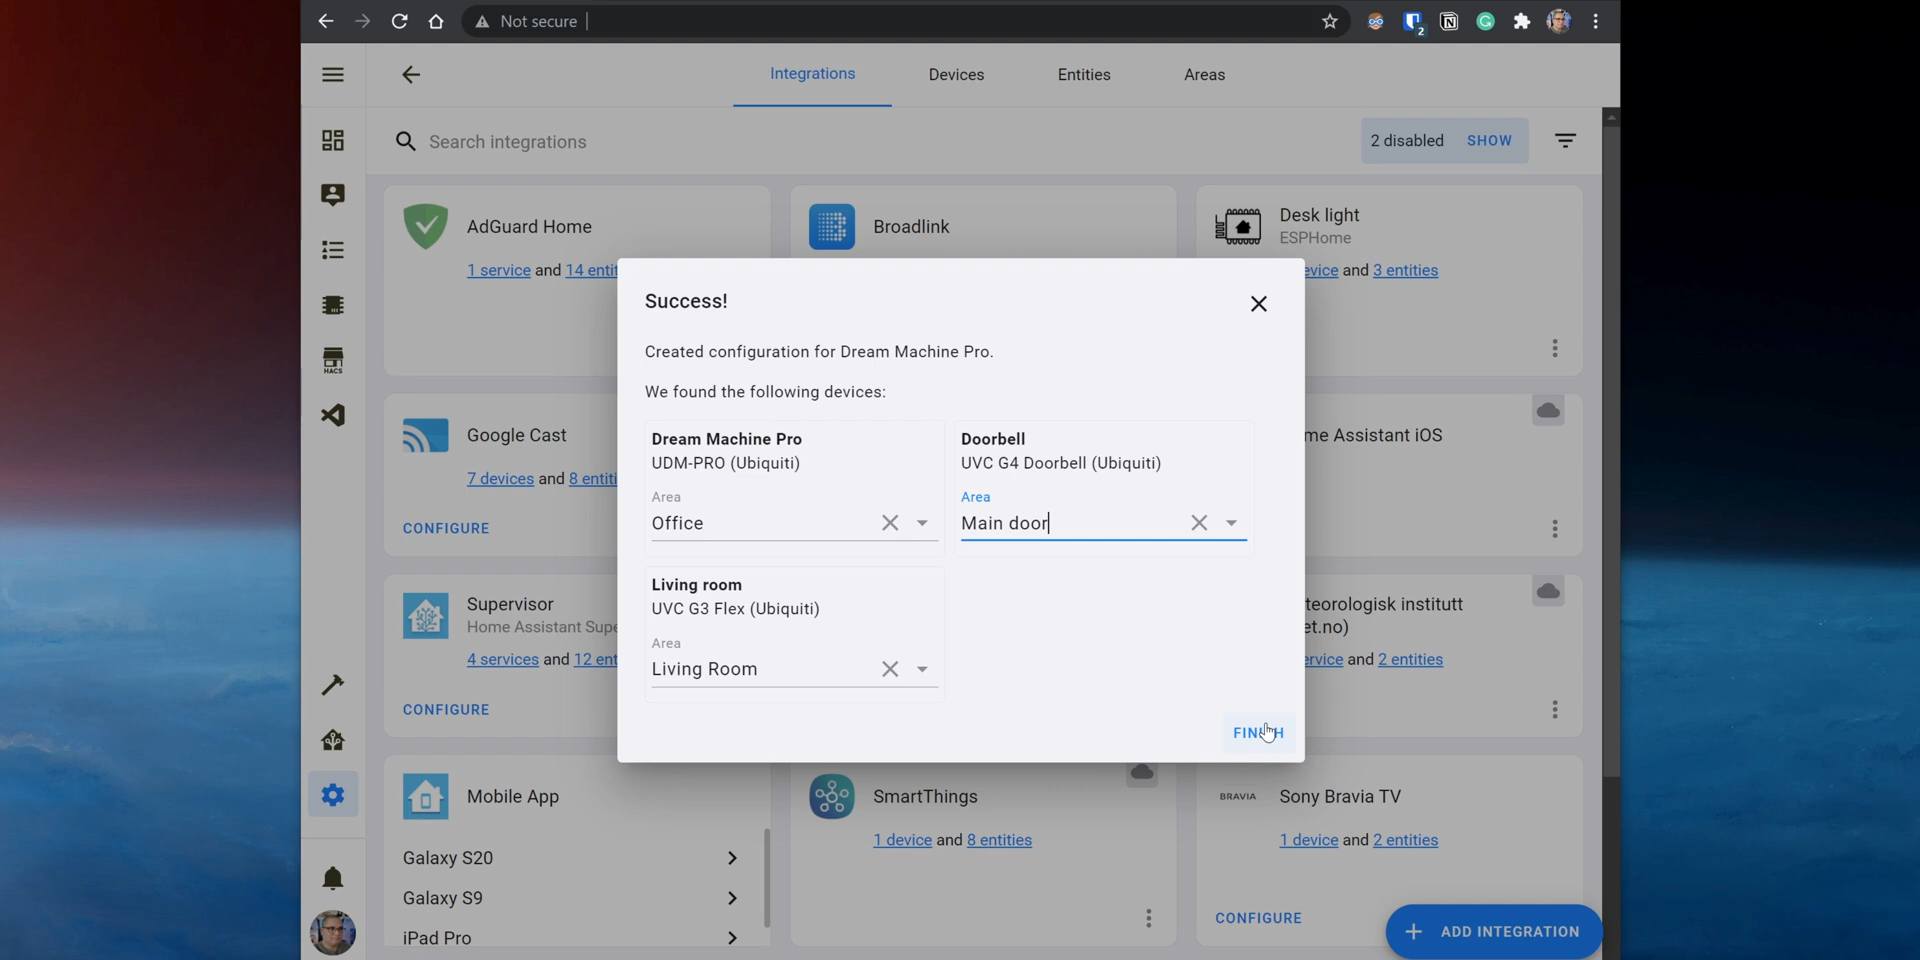 Not secure
2
Integrations
Devices
Entities
Areas
Search integrations
2 disabled
SHOW
HACS
AdGuard Home
1 service and 14 entit
Broadlink
Desk light
ESPHome
evice and 3 entities
Success!
Created configuration for Dream Machine Pro.
We found the following devices:
Dream Machine Pro
UDM-PRO (Ubiquiti)
Area
Office
Doorbell
UVC G4 Doorbell (Ubiquiti)
Area
Main door
Living room
UVC G3 Flex (Ubiquiti)
Area
Living Room
FINISH
Google Cast
7 devices and 8 entiti
CONFIGURE
me Assistant iOS
Supervisor
Home Assistant Supe
4 services and 12 ent
CONFIGURE
teorologisk institutt
et.no)
ervice and 2 entities
Mobile App
Galaxy S20
Galaxy S9
iPad Pro
SmartThings
1 device and 8 entities
BRAVIA
Sony Bravia TV
1 device and 2 entities
CONFIGURE
ADD INTEGRATION